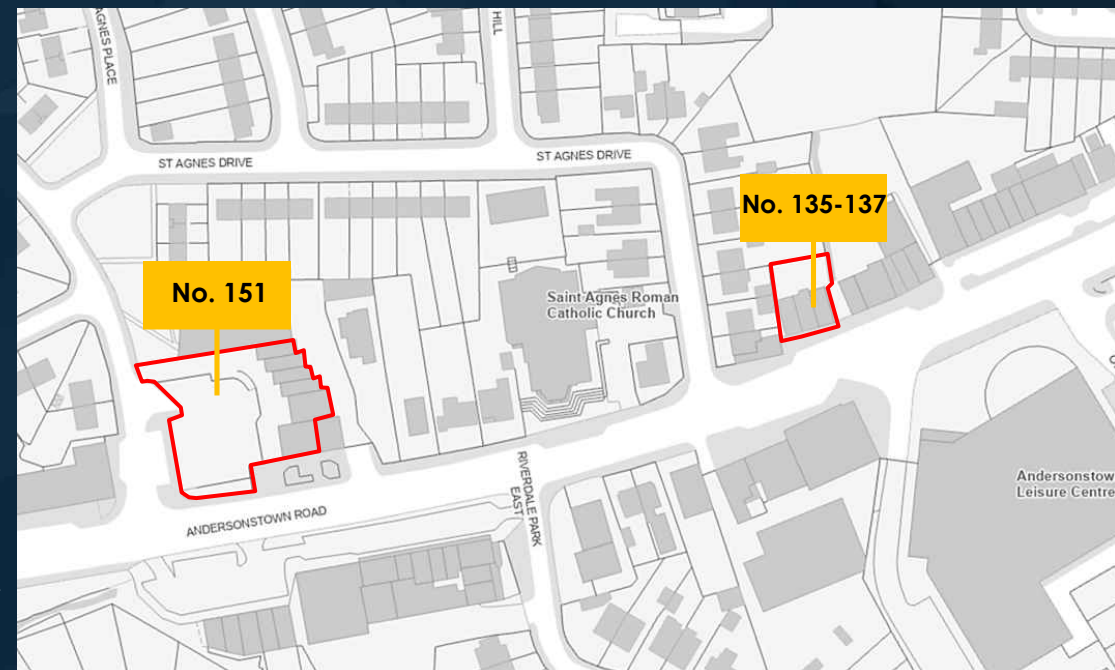 AGNES PLACE
HILL
ST AGNES DRIVE
ST AGNES DRIVE
No. 135-137
No. 151
Saint Agnes Roman
Catholic Church
RIVERDALE PARK
EAST
Andersonstow
Leisure Centre
ANDERSONSTOWN ROAD